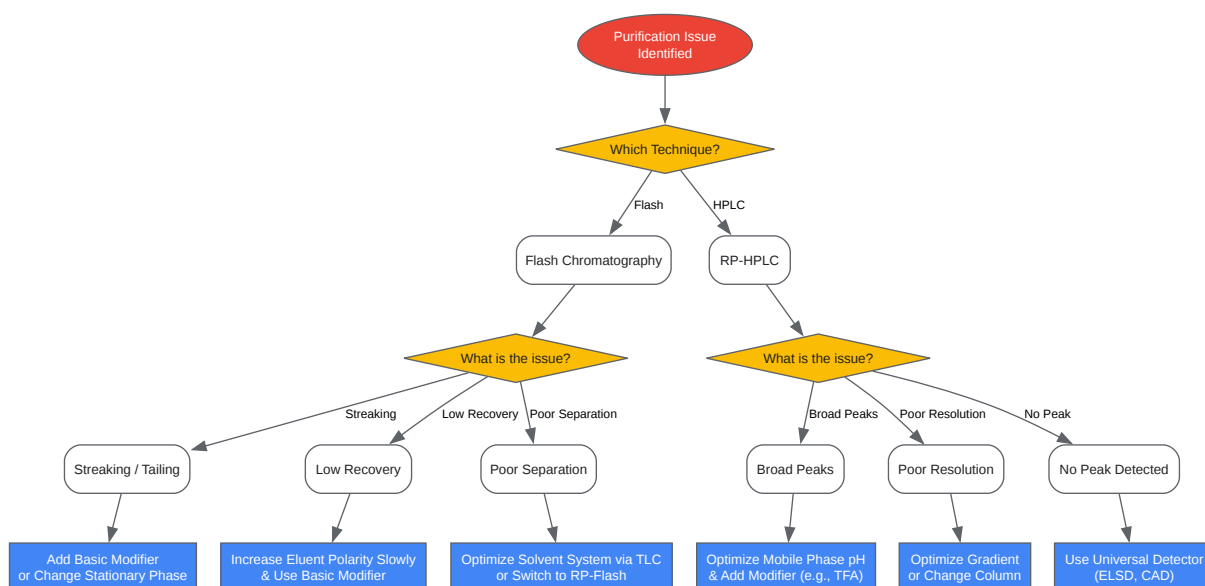 Purification Issue
Identified
Which Technique?
Flash
HPLC
Flash Chromatography
RP-HPLC
What is the issue?
What is the issue?
Streaking
Low Recovery
Poor Separation
Broad Peaks
Poor Resolution
No Peak
Streaking / Tailing
Low Recovery
Poor Separation
Broad Peaks
Poor Resolution
No Peak Detected
Add Basic Modifier
or Change Stationary Phase
Increase Eluent Polarity Slowly
& Use Basic Modifier
Optimize Solvent System via TLC
or Switch to RP-Flash
Optimize Mobile Phase pH
& Add Modifier (e.g., TFA)
Optimize Gradient
or Change Column
Use Universal Detector
(ELSD, CAD)